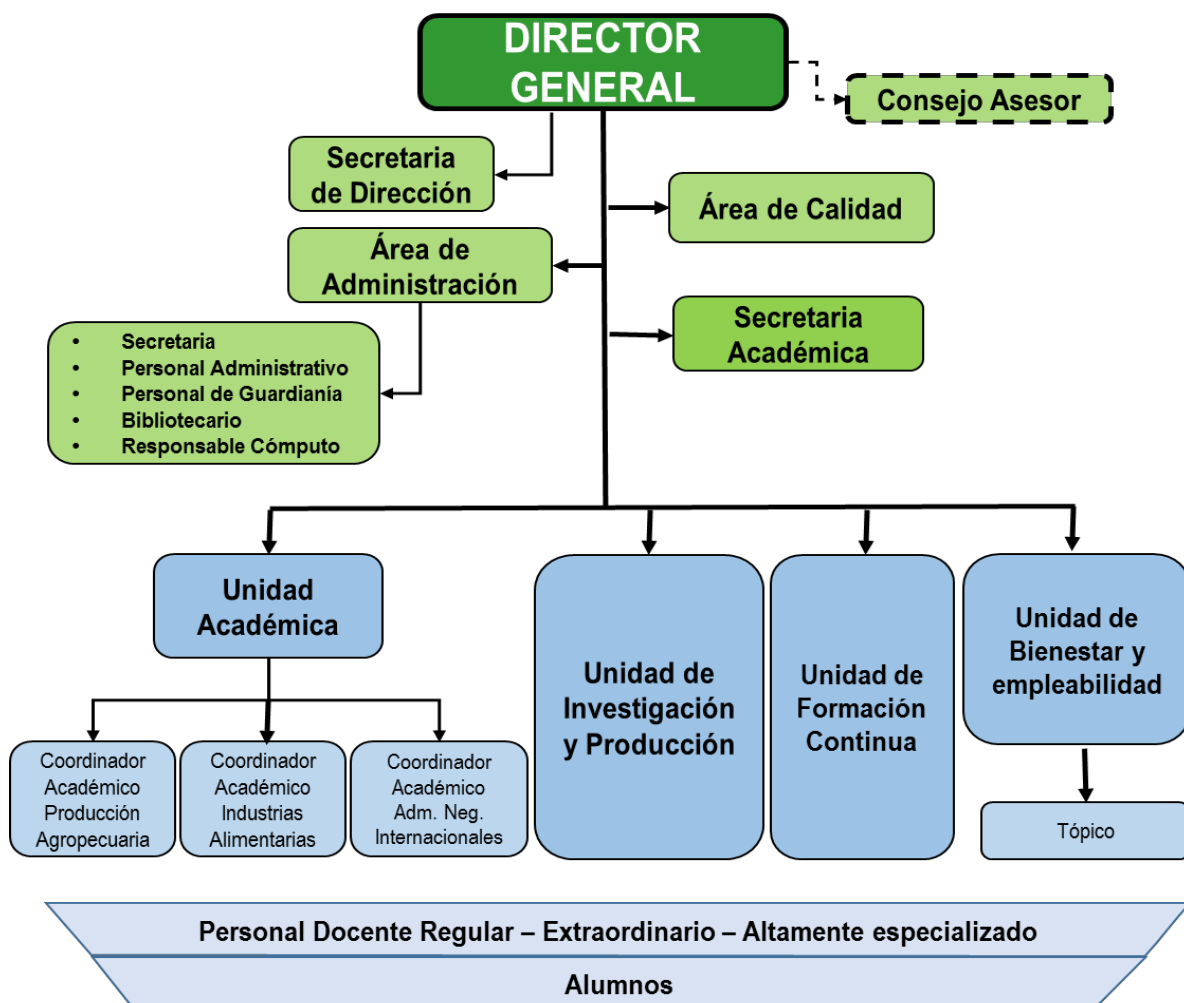 DIRECTOR
GENERAL
Consejo Asesor
Secretaria
de Dirección
Área de Calidad
Área de
Administración
Secretaria
Académica
• Secretaria
• Personal Administrativo
• Personal de Guardianía
• Bibliotecario
• Responsable Cómputo
Unidad
Académica
Unidad de
Investigación
y Producción
Unidad de
Formación
Continua
Unidad de
Bienestar y
empleabilidad
Coordinador
Académico
Producción
Agropecuaria
Coordinador
Académico
Industrias
Alimentarias
Coordinador
Académico
Adm. Neg.
Internacionales
Tópico
Personal Docente Regular – Extraordinario – Altamente especializado
Alumnos